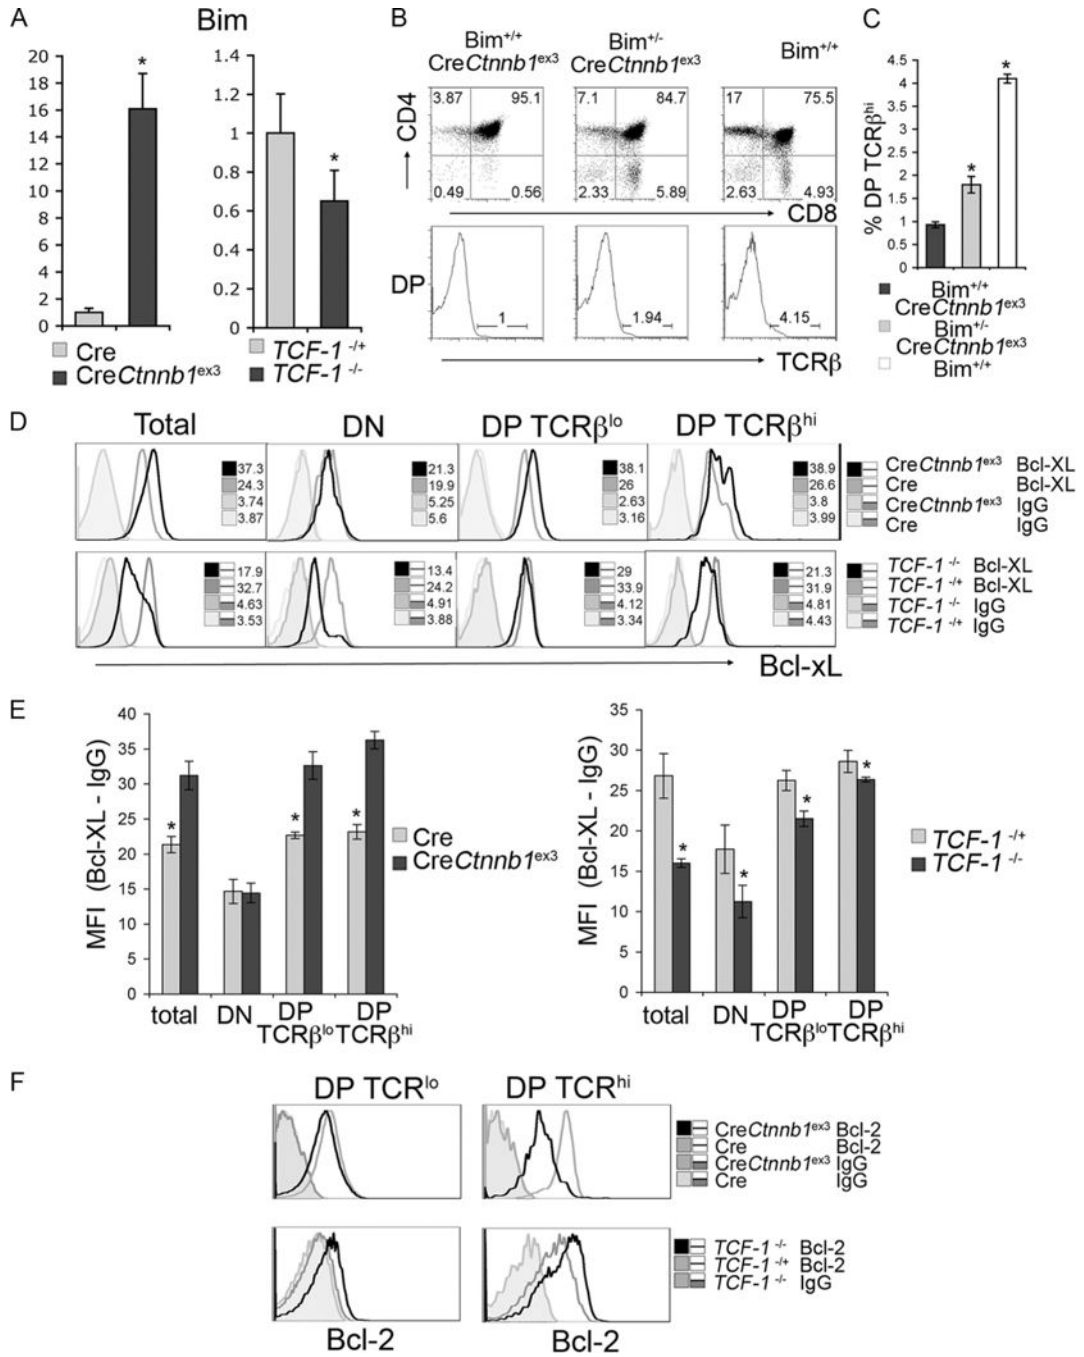 A
Bim
20
18
16
14
12
10
8
6
4
2
0
*
Cre
CreCtnnb1ex3
1.4
1.2
1
0.8
0.6
0.4
0.2
0
*
TCF-1 -/+
TCF-1 -/-
B
Bim+/+
CreCtnnb1ex3
Bim+/-
CreCtnnb1ex3
Bim+/+
CD4
3.87 95.1
0.49 0.56
7.1 84.7
2.33 5.89
17 75.5
2.63 4.93
CD8
DP
1
1.94
4.15
TCRβ
C
% DP TCRβhi
4.5
4
3.5
3
2.5
2
1.5
1
0.5
0
*
*
Bim+/+
CreCtnnb1ex3
Bim+/-
CreCtnnb1ex3
Bim+/+
D
Total DN DP TCRβlo DP TCRβhi
37.3
24.3
3.74
3.87
21.3
19.9
5.25
5.6
38.1
26
2.63
3.16
38.9
26.6
3.8
3.99
CreCtnnb1ex3 Bcl-XL
Cre Bcl-XL
CreCtnnb1ex3 IgG
Cre IgG
17.9
32.7
4.63
3.53
13.4
24.2
4.91
3.88
29
33.9
4.12
3.34
21.3
31.9
4.81
4.43
TCF-1 -/- Bcl-XL
TCF-1 -/+ Bcl-XL
TCF-1 -/- IgG
TCF-1 -/+ IgG
Bcl-xL
E
MFI (Bcl-XL - IgG)
40
35
30
25
20
15
10
5
0
*
*
*
total
DN
DP
TCRβlo
DP
TCRβhi
Cre
CreCtnnb1ex3
MFI (Bcl-XL - IgG)
35
30
25
20
15
10
5
0
*
*
*
*
total
DN
DP
TCRβlo
DP
TCRβhi
TCF-1 -/+
TCF-1 -/-
F
DP TCRlo DP TCRhi
CreCtnnb1ex3 Bcl-2
Cre Bcl-2
CreCtnnb1ex3 IgG
Cre IgG
TCF-1 -/- Bcl-2
TCF-1 -/+ Bcl-2
TCF-1 -/- IgG
Bcl-2 Bcl-2